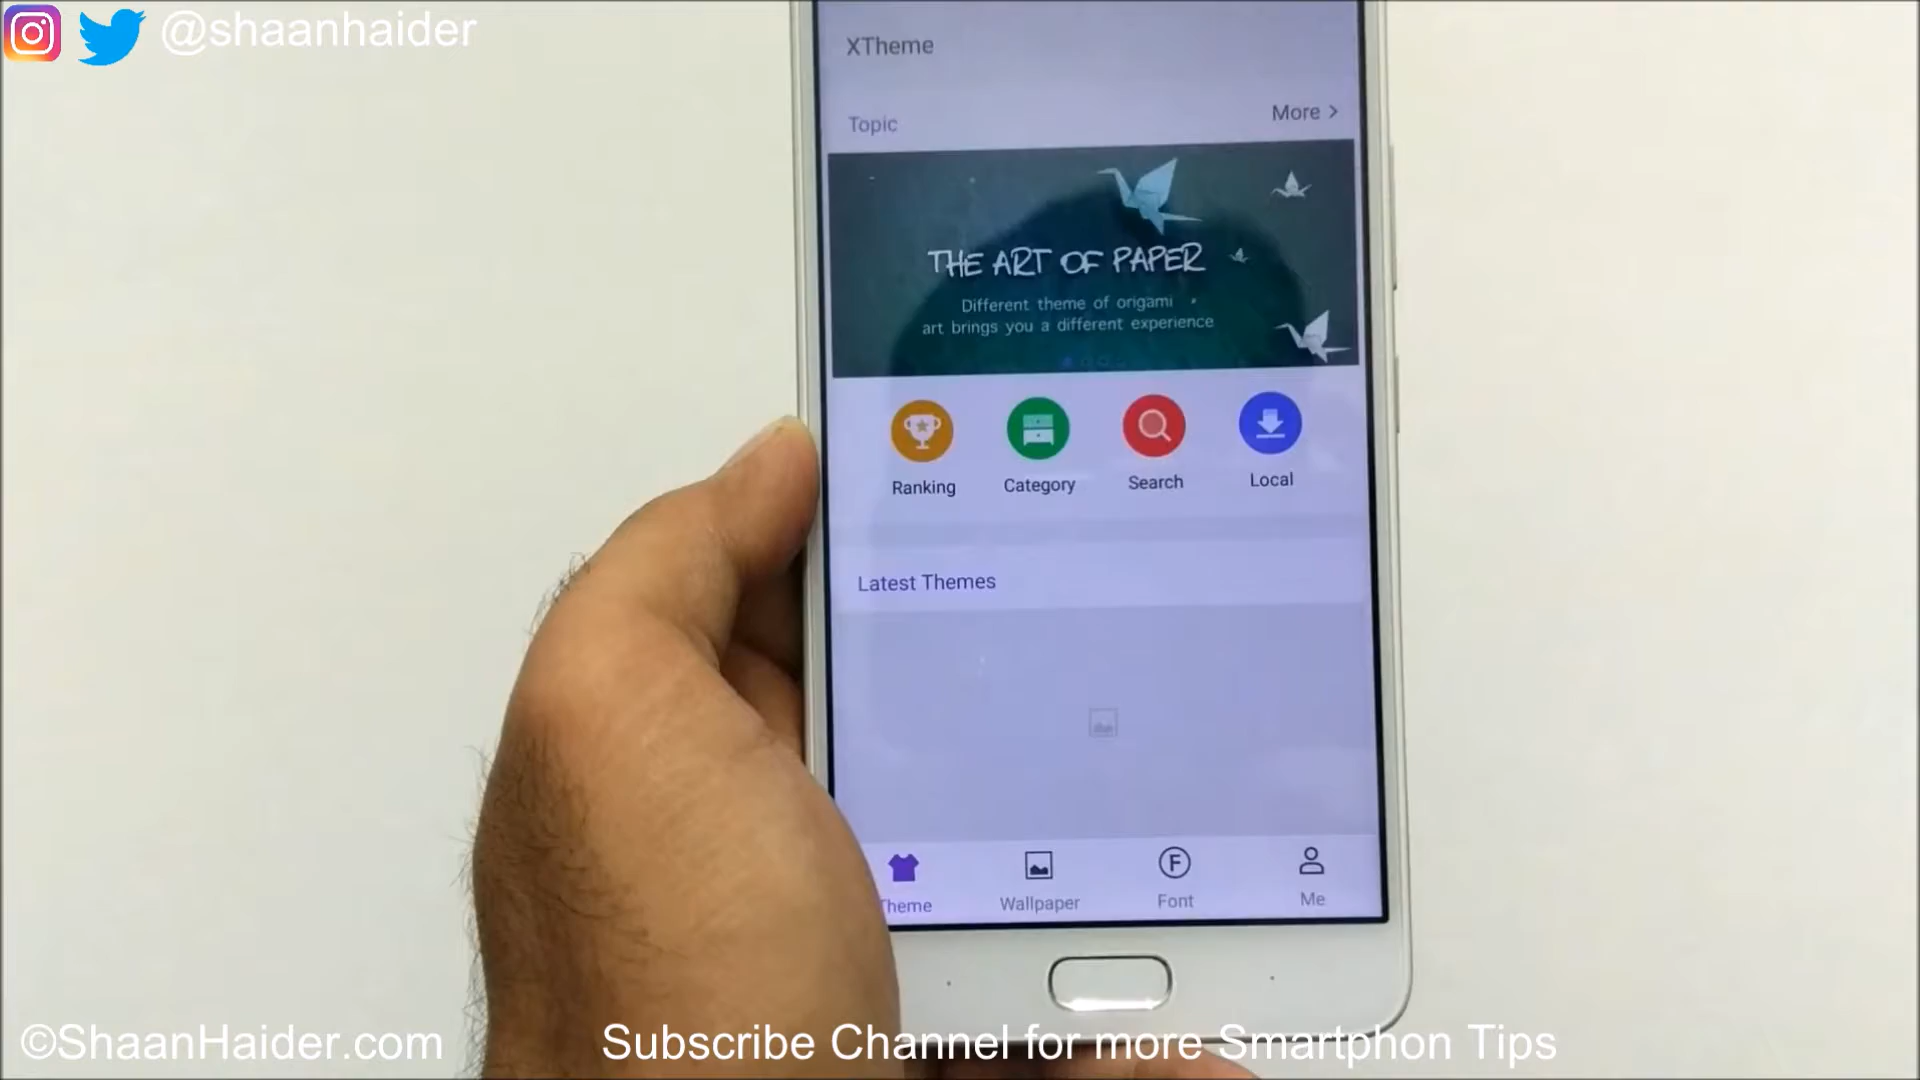 @shaanhaider
XTheme
Topic
More >
THE ART OF PAPER
Different theme of origami
art brings you a different experience
Ranking
Category
Search
Local
Latest Themes
Theme
Wallpaper
F
Font
Me
©ShaanHaider.com
Subscribe Channel for more Smartphon Tips